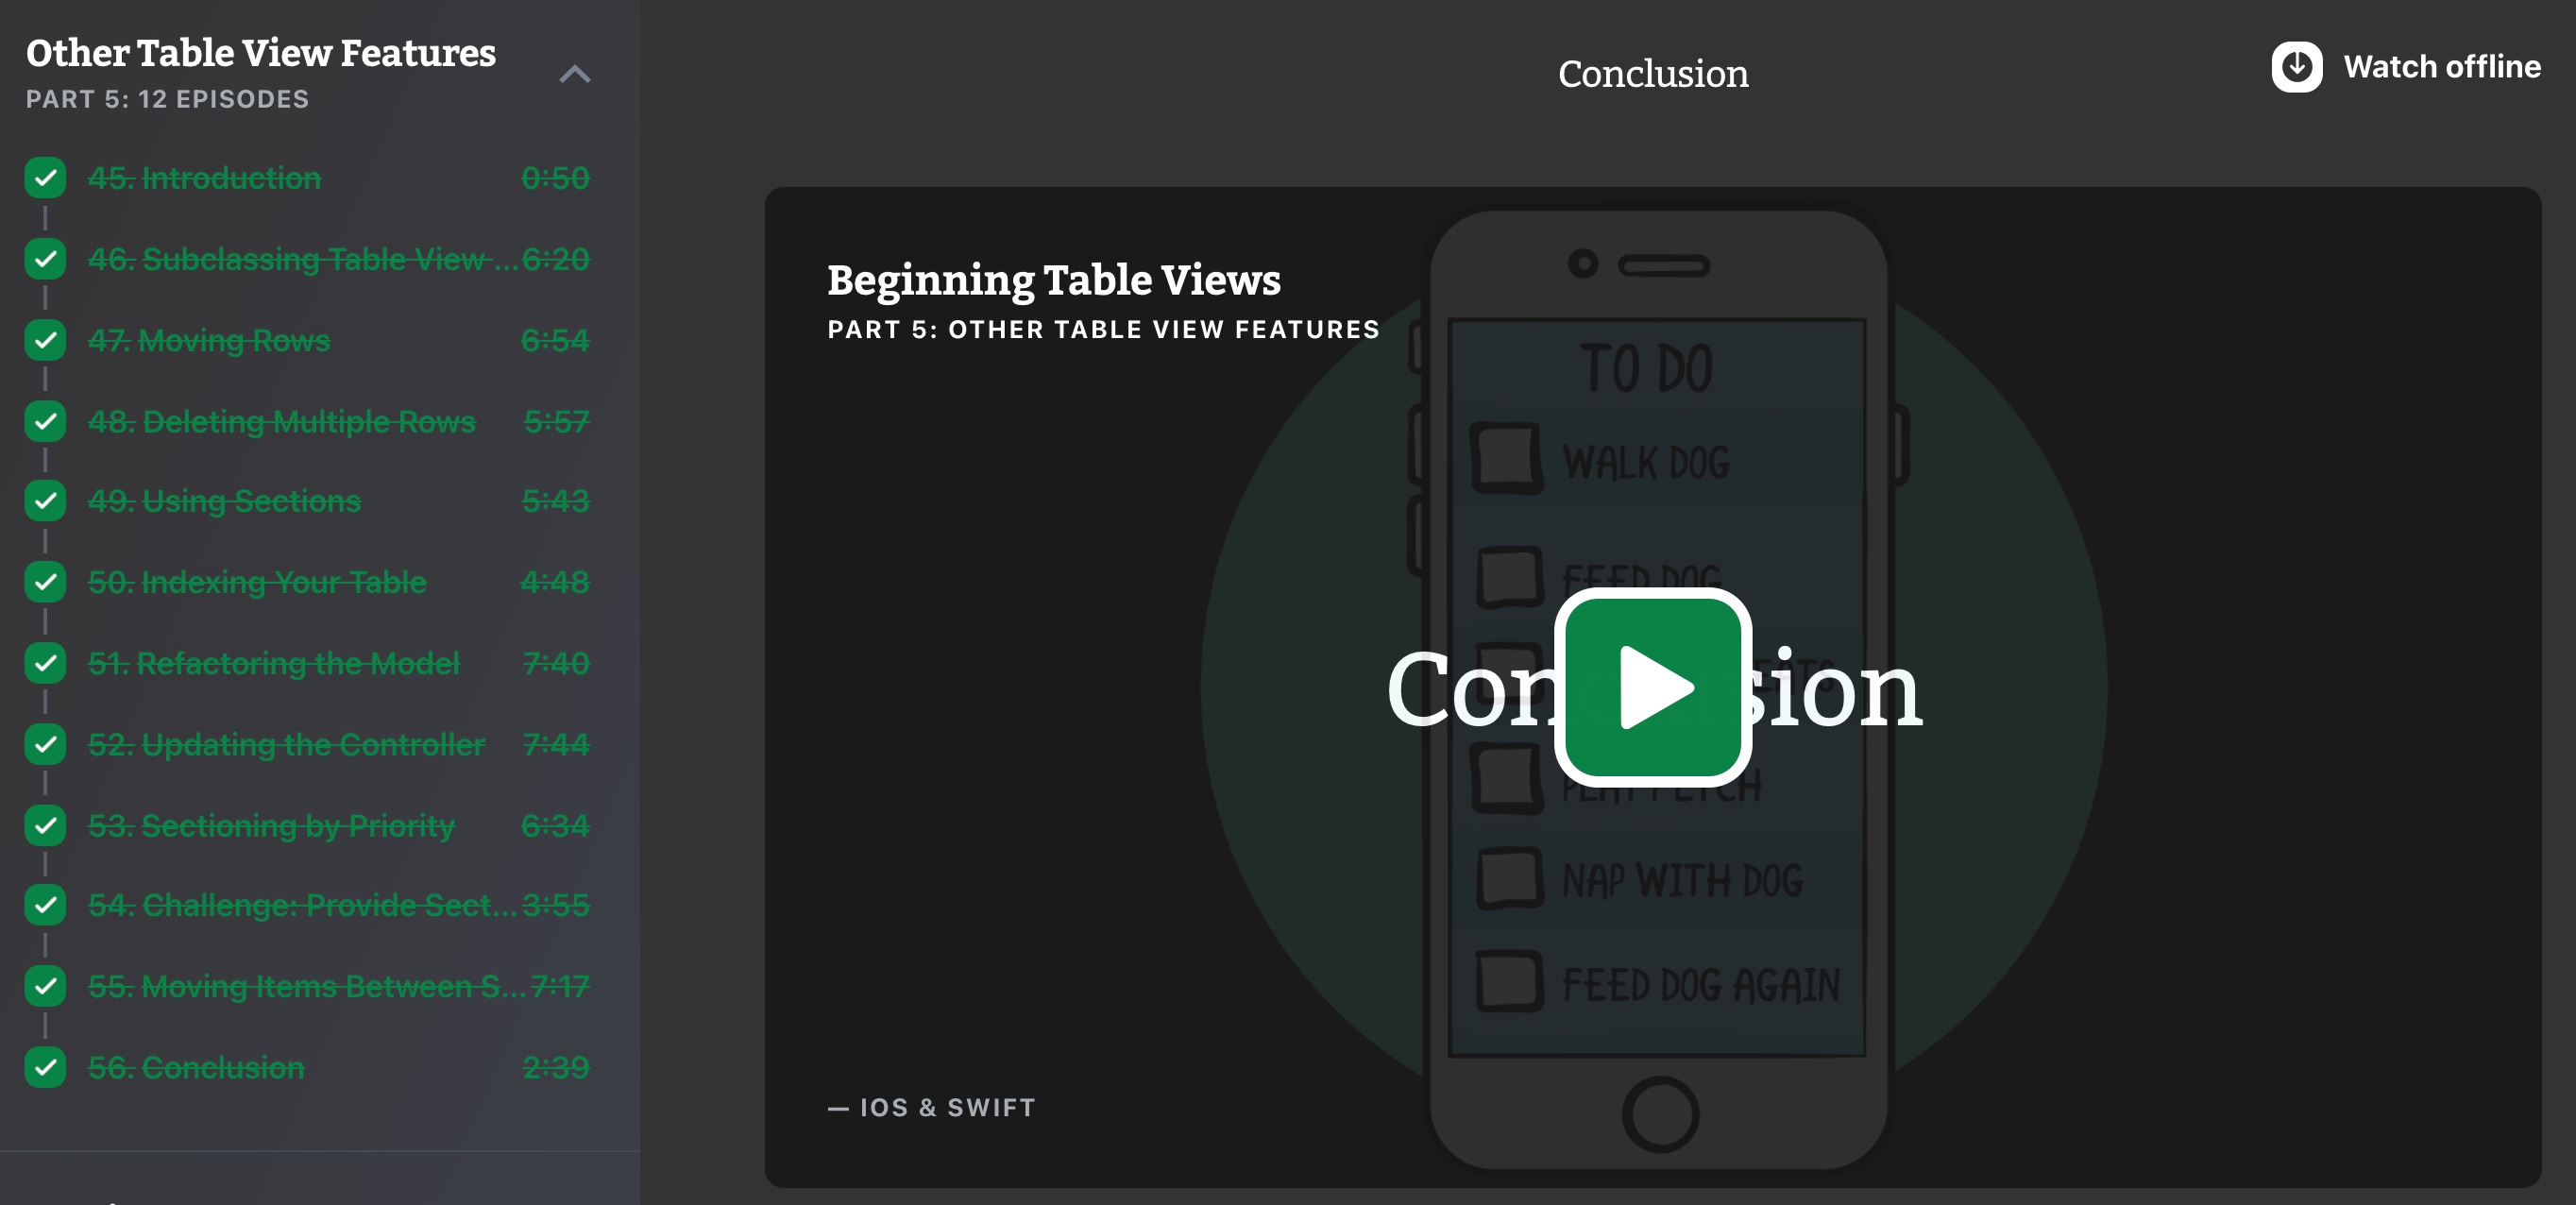 Other Table View Features
PART 5: 12 EPISODES
45. Introduction 0:50
46. Subclassing Table View ... 6:20
47. Moving Rows 6:54
48. Deleting Multiple Rows 5:57
49. Using Sections 5:43
50. Indexing Your Table 4:48
51. Refactoring the Model 7:40
52. Updating the Controller 7:44
53. Sectioning by Priority 6:34
54. Challenge: Provide Sect... 3:55
55. Moving Items Between S... 7:17
56. Conclusion 2:39
Conclusion
Watch offline
Beginning Table Views
PART 5: OTHER TABLE VIEW FEATURES
TO DO
WALK DOG
FEED DOG
Conclusion
NAP WITH DOG
FEED DOG AGAIN
— IOS & SWIFT